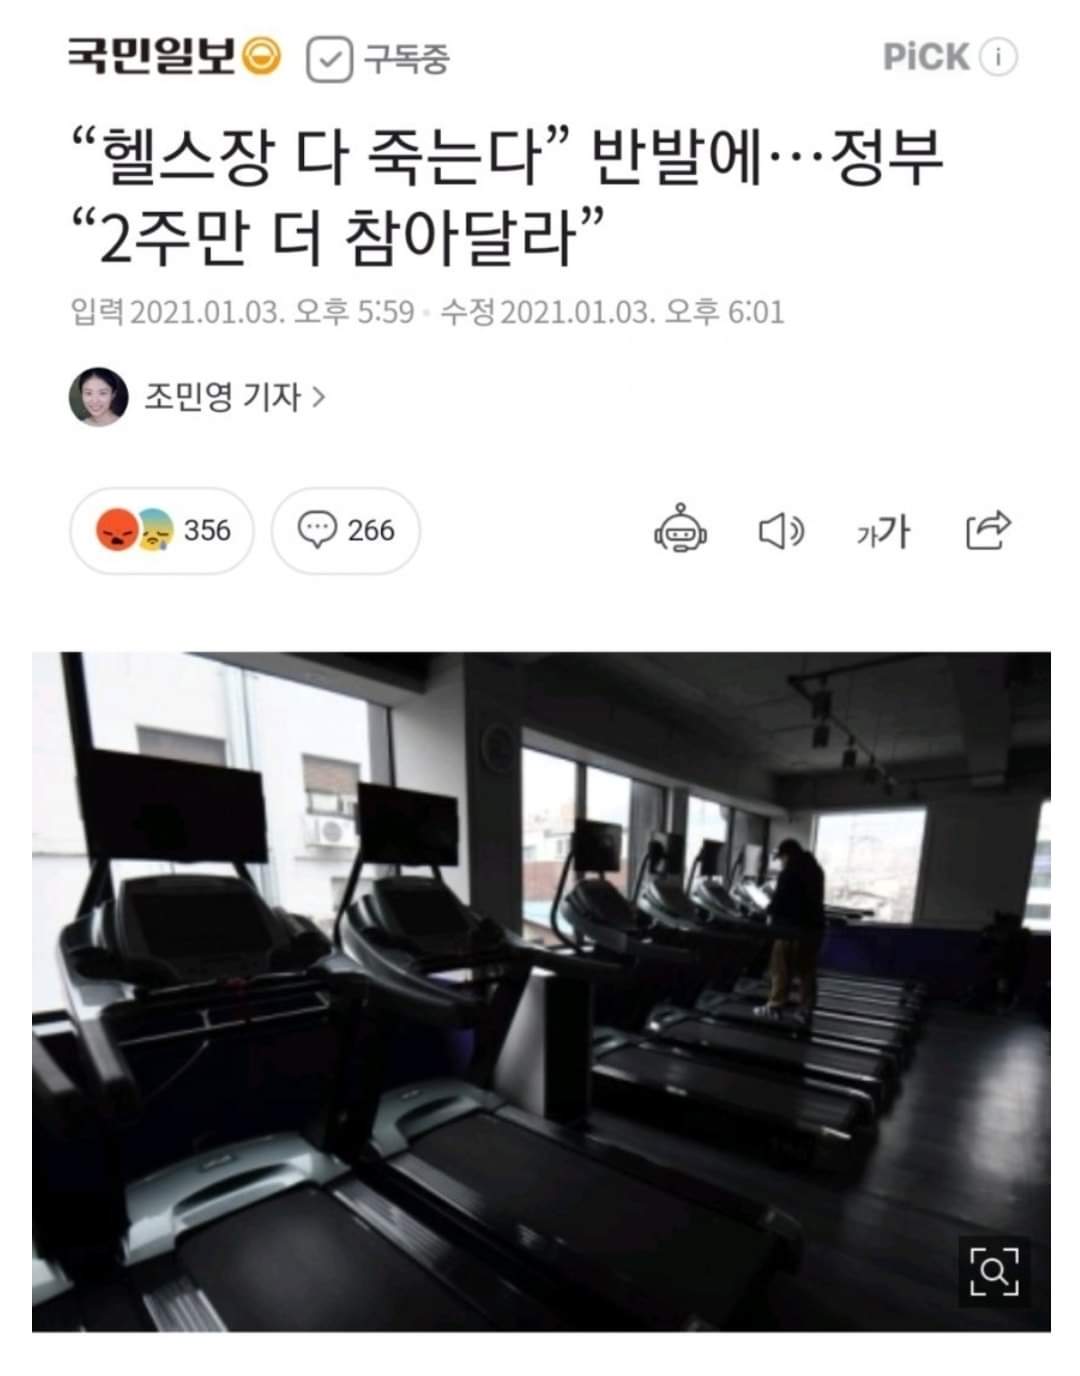 국민일보
구독중
PiCK i
“헬스장 다 죽는다” 반발에…정부
“2주만 더 참아달라”
입력 2021.01.03. 오후 5:59 · 수정 2021.01.03. 오후 6:01
조민영 기자 >
356
266
가가